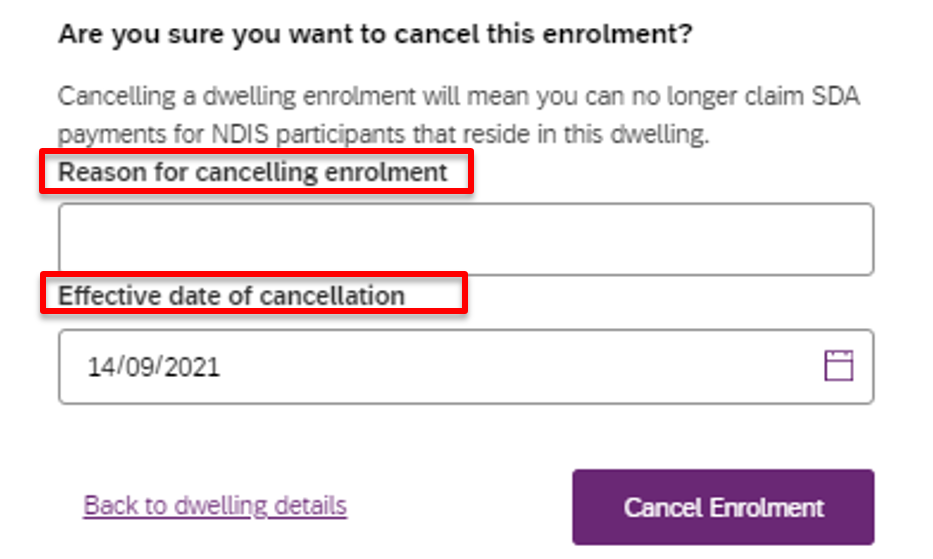 Are you sure you want to cancel this enrolment?
Cancelling a dwelling enrolment will mean you can no longer claim SDA
payments for NDIS participants that reside in this dwelling.
Reason for cancelling enrolment
Effective date of cancellation
14/09/2021
Back to dwelling details
Cancel Enrolment